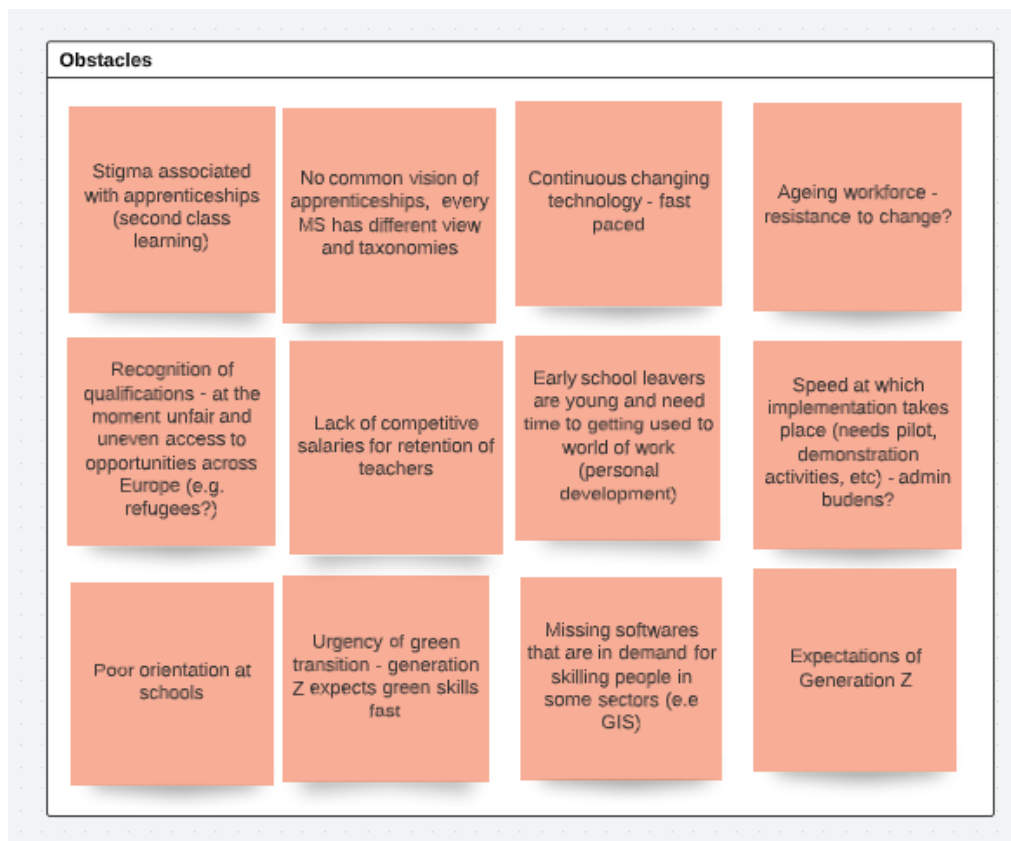 Obstacles
Stigma associated
with apprenticeships
(second class
learning)
No common vision of
apprenticeships, every
MS has different view
and taxonomies
Continuous changing
technology - fast
paced
Ageing workforce -
resistance to change?
Recognition of
qualifications - at the
moment unfair and
uneven access to
opportunities across
Europe (e.g.
refugees?)
Lack of competitive
salaries for retention of
teachers
Early school leavers
are young and need
time to getting used to
world of work
(personal
development)
Speed at which
implementation takes
place (needs pilot,
demonstration
activities, etc) - admin
budens?
Poor orientation at
schools
Urgency of green
transition - generation
Z expects green skills
fast
Missing softwares
that are in demand for
skilling people in
some sectors (e.e
GIS)
Expectations of
Generation Z